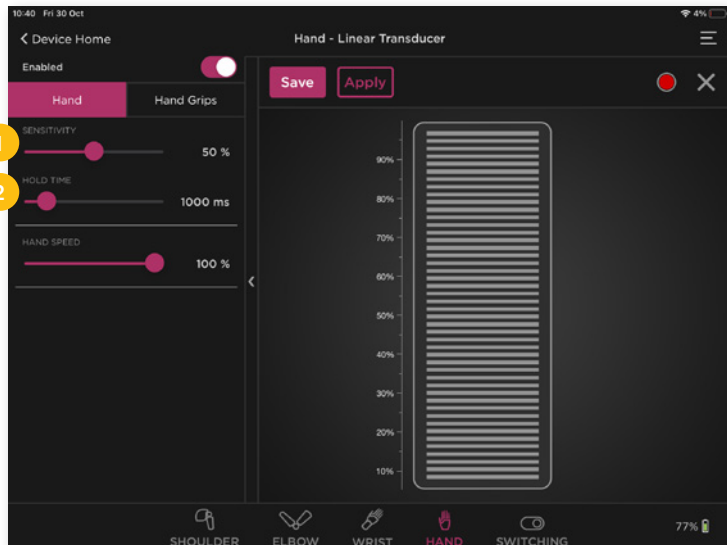 10:40 Fri 30 Oct
4%
Device Home
Hand - Linear Transducer
Enabled
Save
Apply
Hand
Hand Grips
SENSITIVITY
1
50 %
HOLD TIME
2
1000 ms
HAND SPEED
100 %
90%
80%
70%
60%
50%
40%
30%
20%
10%
SHOULDER
ELBOW
WRIST
HAND
SWITCHING
77%